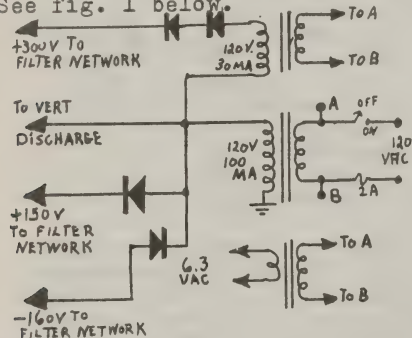 See fig. 1 below.
To A
+300V TO
FILTER NETWORK
120V.
30MA
To B
TO VERT
DISCHARGE
A
OFF
ON
120V
100
MA
120
VAC
B
1A
+150V
TO FILTER
NETWORK
6.3
VAC
To A
-160V TO
FILTER NETWORK
To B